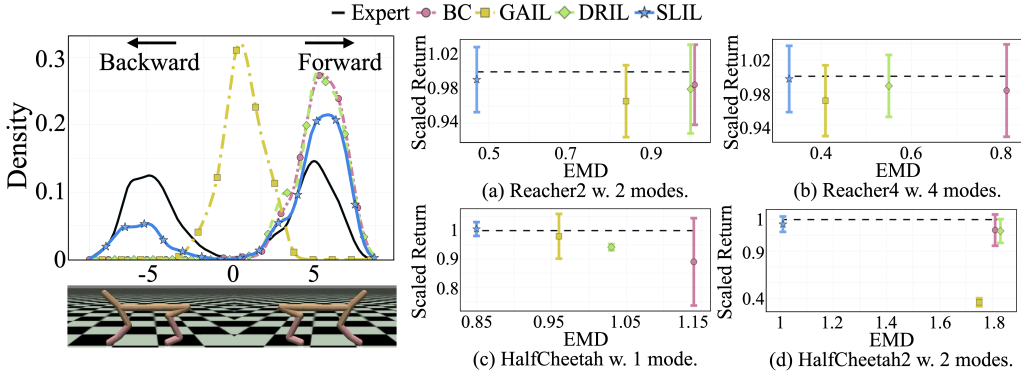 Expert BC GAIL DRIL SLIL
Backward Forward
Density
0.3
0.2
0.1
0
-5 0 5
Scaled Return
1.02
0.98
0.94
0.5 0.7 0.9
EMD
(a) Reacher2 w. 2 modes.
Scaled Return
1.02
0.98
0.94
0.4 0.6 0.8
EMD
(b) Reacher4 w. 4 modes.
Scaled Return
1
0.9
0.8
0.85 0.95 1.05 1.15
EMD
(c) HalfCheetah w. 1 mode.
Scaled Return
1
0.9
0.4
1 1.2 1.4 1.6 1.8
EMD
(d) HalfCheetah2 w. 2 modes.